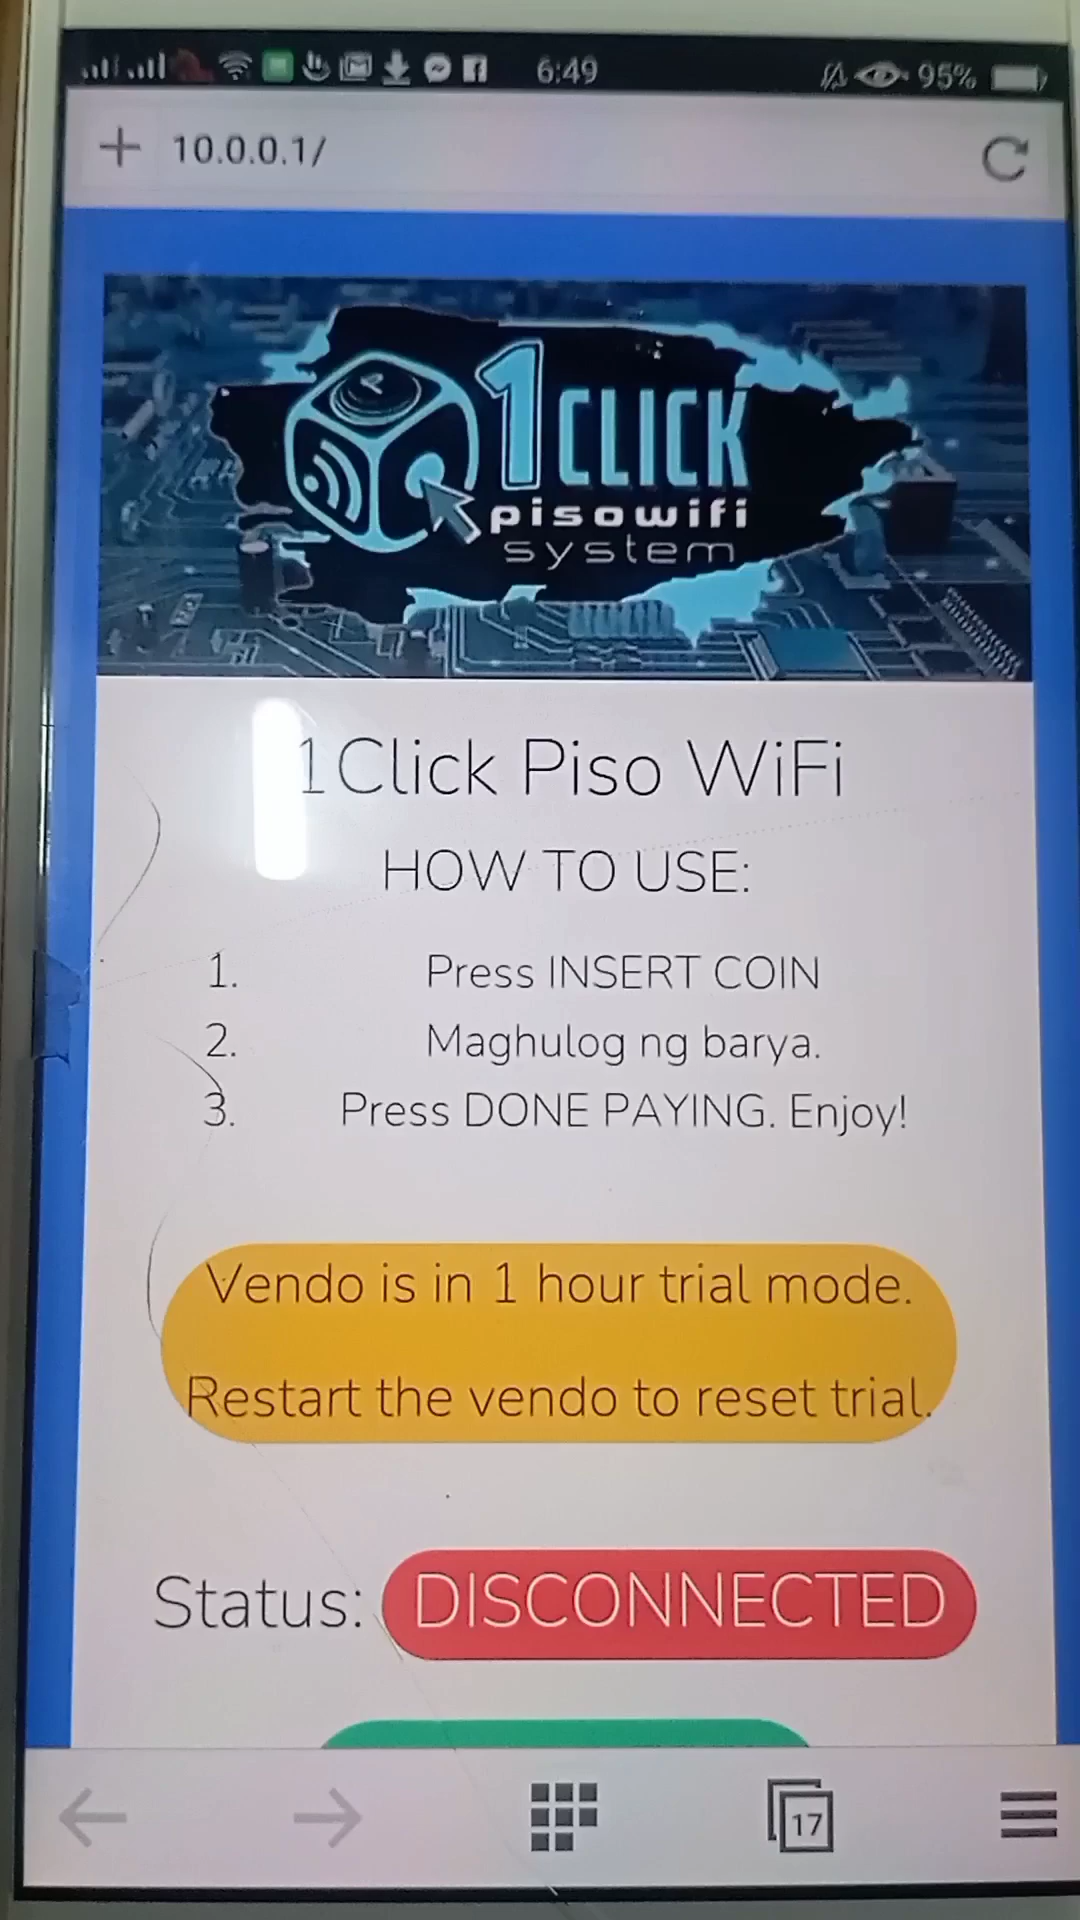 6:49
95%
10.0.0.1/
1CLICK
pisowifi
system
1Click Piso WiFi
HOW TO USE:
1. Press INSERT COIN
2. Maghulog ng barya.
3. Press DONE PAYING. Enjoy!
Vendo is in 1 hour trial mode.
Restart the vendo to reset trial.
Status: DISCONNECTED
17